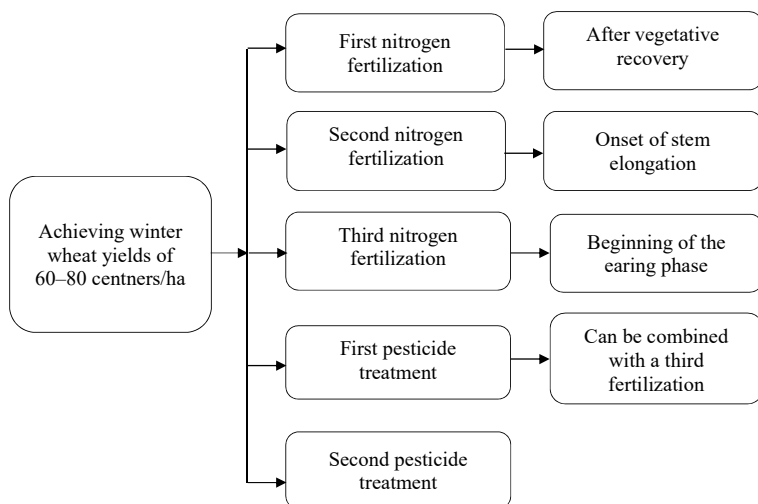 First nitrogen
fertilization
After vegetative
recovery
Second nitrogen
fertilization
Onset of stem
elongation
Achieving winter
wheat yields of
60–80 centners/ha
Third nitrogen
fertilization
Beginning of the
earing phase
First pesticide
treatment
Can be combined
with a third
fertilization
Second pesticide
treatment